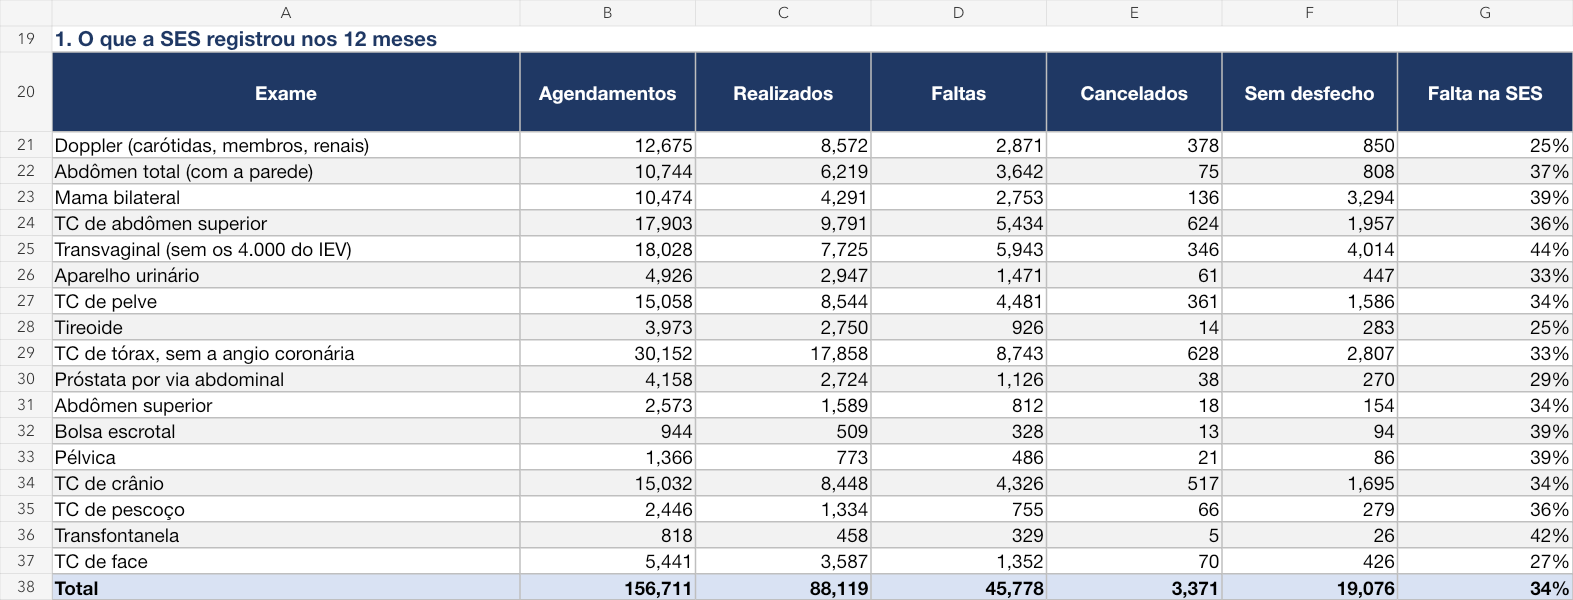 A B C D E F G
19 1. O que a SES registrou nos 12 meses
20 Exame Agendamentos Realizados Faltas Cancelados Sem desfecho Falta na SES
21 Doppler (carótidas, membros, renais) 12,675 8,572 2,871 378 850 25%
22 Abdômen total (com a parede) 10,744 6,219 3,642 75 808 37%
23 Mama bilateral 10,474 4,291 2,753 136 3,294 39%
24 TC de abdômen superior 17,903 9,791 5,434 624 1,957 36%
25 Transvaginal (sem os 4.000 do IEV) 18,028 7,725 5,943 346 4,014 44%
26 Aparelho urinário 4,926 2,947 1,471 61 447 33%
27 TC de pelve 15,058 8,544 4,481 361 1,586 34%
28 Tireoide 3,973 2,750 926 14 283 25%
29 TC de tórax, sem a angio coronária 30,152 17,858 8,743 628 2,807 33%
30 Próstata por via abdominal 4,158 2,724 1,126 38 270 29%
31 Abdômen superior 2,573 1,589 812 18 154 34%
32 Bolsa escrotal 944 509 328 13 94 39%
33 Pélvica 1,366 773 486 21 86 39%
34 TC de crânio 15,032 8,448 4,326 517 1,695 34%
35 TC de pescoço 2,446 1,334 755 66 279 36%
36 Transfontanela 818 458 329 5 26 42%
37 TC de face 5,441 3,587 1,352 70 426 27%
38 Total 156,711 88,119 45,778 3,371 19,076 34%